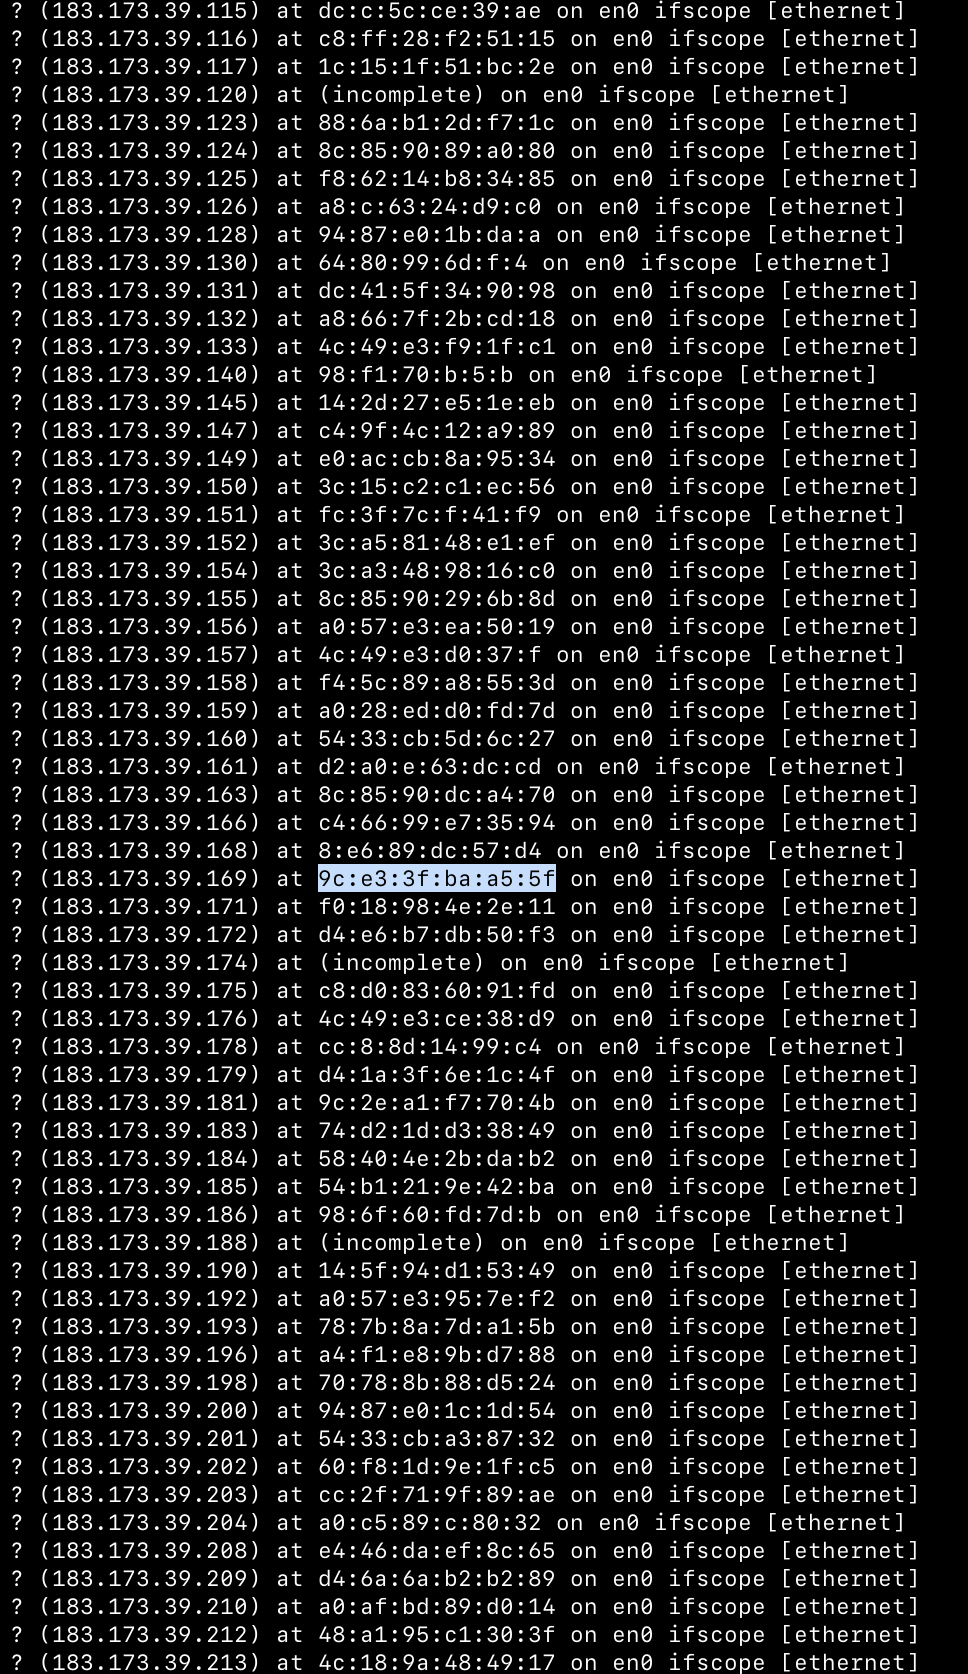 ? (183.173.39.115) at dc:c:5c:ce:39:ae on en0 ifscope [ethernet]
? (183.173.39.116) at c8:ff:28:f2:51:15 on en0 ifscope [ethernet]
? (183.173.39.117) at 1c:15:1f:51:bc:2e on en0 ifscope [ethernet]
? (183.173.39.120) at (incomplete) on en0 ifscope [ethernet]
? (183.173.39.123) at 88:6a:b1:2d:f7:1c on en0 ifscope [ethernet]
? (183.173.39.124) at 8c:85:90:89:a0:80 on en0 ifscope [ethernet]
? (183.173.39.125) at f8:62:14:b8:34:85 on en0 ifscope [ethernet]
? (183.173.39.126) at a8:c:63:24:d9:c0 on en0 ifscope [ethernet]
? (183.173.39.128) at 94:87:e0:1b:da:a on en0 ifscope [ethernet]
? (183.173.39.130) at 64:80:99:6d:f:4 on en0 ifscope [ethernet]
? (183.173.39.131) at dc:41:5f:34:90:98 on en0 ifscope [ethernet]
? (183.173.39.132) at a8:66:7f:2b:cd:18 on en0 ifscope [ethernet]
? (183.173.39.133) at 4c:49:e3:f9:1f:c1 on en0 ifscope [ethernet]
? (183.173.39.140) at 98:f1:70:b:5:b on en0 ifscope [ethernet]
? (183.173.39.145) at 14:2d:27:e5:1e:eb on en0 ifscope [ethernet]
? (183.173.39.147) at c4:9f:4c:12:a9:89 on en0 ifscope [ethernet]
? (183.173.39.149) at e0:ac:cb:8a:95:34 on en0 ifscope [ethernet]
? (183.173.39.150) at 3c:15:c2:c1:ec:56 on en0 ifscope [ethernet]
? (183.173.39.151) at fc:3f:7c:f:41:f9 on en0 ifscope [ethernet]
? (183.173.39.152) at 3c:a5:81:48:e1:ef on en0 ifscope [ethernet]
? (183.173.39.154) at 3c:a3:48:98:16:c0 on en0 ifscope [ethernet]
? (183.173.39.155) at 8c:85:90:29:6b:8d on en0 ifscope [ethernet]
? (183.173.39.156) at a0:57:e3:ea:50:19 on en0 ifscope [ethernet]
? (183.173.39.157) at 4c:49:e3:d0:37:f on en0 ifscope [ethernet]
? (183.173.39.158) at f4:5c:89:a8:55:3d on en0 ifscope [ethernet]
? (183.173.39.159) at a0:28:ed:d0:fd:7d on en0 ifscope [ethernet]
? (183.173.39.160) at 54:33:cb:5d:6c:27 on en0 ifscope [ethernet]
? (183.173.39.161) at d2:a0:e:63:dc:cd on en0 ifscope [ethernet]
? (183.173.39.163) at 8c:85:90:dc:a4:70 on en0 ifscope [ethernet]
? (183.173.39.166) at c4:66:99:e7:35:94 on en0 ifscope [ethernet]
? (183.173.39.168) at 8:e6:89:dc:57:d4 on en0 ifscope [ethernet]
? (183.173.39.169) at 9c:e3:3f:ba:a5:5f on en0 ifscope [ethernet]
? (183.173.39.171) at f0:18:98:4e:2e:11 on en0 ifscope [ethernet]
? (183.173.39.172) at d4:e6:b7:db:50:f3 on en0 ifscope [ethernet]
? (183.173.39.174) at (incomplete) on en0 ifscope [ethernet]
? (183.173.39.175) at c8:d0:83:60:91:fd on en0 ifscope [ethernet]
? (183.173.39.176) at 4c:49:e3:ce:38:d9 on en0 ifscope [ethernet]
? (183.173.39.178) at cc:8:8d:14:99:c4 on en0 ifscope [ethernet]
? (183.173.39.179) at d4:1a:3f:6e:1c:4f on en0 ifscope [ethernet]
? (183.173.39.181) at 9c:2e:a1:f7:70:4b on en0 ifscope [ethernet]
? (183.173.39.183) at 74:d2:1d:d3:38:49 on en0 ifscope [ethernet]
? (183.173.39.184) at 58:40:4e:2b:da:b2 on en0 ifscope [ethernet]
? (183.173.39.185) at 54:b1:21:9e:42:ba on en0 ifscope [ethernet]
? (183.173.39.186) at 98:6f:60:fd:7d:b on en0 ifscope [ethernet]
? (183.173.39.188) at (incomplete) on en0 ifscope [ethernet]
? (183.173.39.190) at 14:5f:94:d1:53:49 on en0 ifscope [ethernet]
? (183.173.39.192) at a0:57:e3:95:7e:f2 on en0 ifscope [ethernet]
? (183.173.39.193) at 78:7b:8a:7d:a1:5b on en0 ifscope [ethernet]
? (183.173.39.196) at a4:f1:e8:9b:d7:88 on en0 ifscope [ethernet]
? (183.173.39.198) at 70:78:8b:88:d5:24 on en0 ifscope [ethernet]
? (183.173.39.200) at 94:87:e0:1c:1d:54 on en0 ifscope [ethernet]
? (183.173.39.201) at 54:33:cb:a3:87:32 on en0 ifscope [ethernet]
? (183.173.39.202) at 60:f8:1d:9e:1f:c5 on en0 ifscope [ethernet]
? (183.173.39.203) at cc:2f:71:9f:89:ae on en0 ifscope [ethernet]
? (183.173.39.204) at a0:c5:89:c:80:32 on en0 ifscope [ethernet]
? (183.173.39.208) at e4:46:da:ef:8c:65 on en0 ifscope [ethernet]
? (183.173.39.209) at d4:6a:6a:b2:b2:89 on en0 ifscope [ethernet]
? (183.173.39.210) at a0:af:bd:89:d0:14 on en0 ifscope [ethernet]
? (183.173.39.212) at 48:a1:95:c1:30:3f on en0 ifscope [ethernet]
? (183.173.39.213) at 4c:18:9a:48:49:17 on en0 ifscope [ethernet]